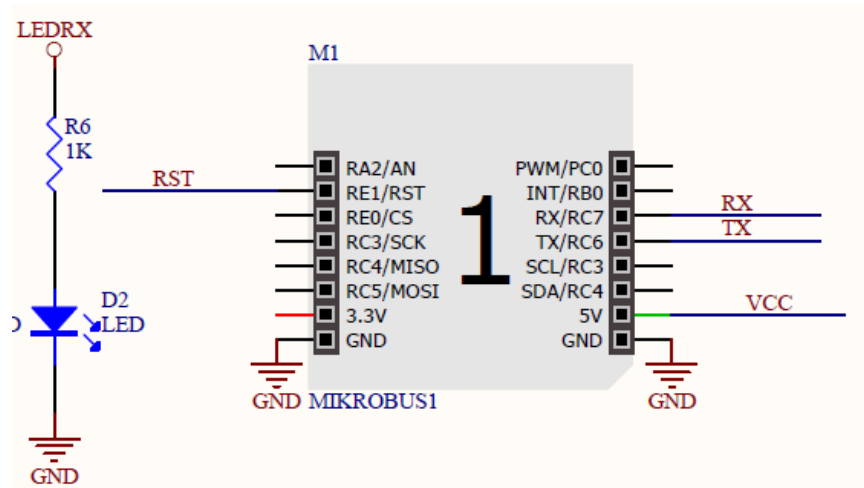 LEDRX
R6
1K
D2
LED
GND
M1
RST
RA2/AN
RE1/RST
RE0/CS
RC3/SCK
RC4/MISO
RC5/MOSI
3.3V
GND
1
PWM/PC0
INT/RB0
RX/RC7
TX/RC6
SCL/RC3
SDA/RC4
5V
GND
RX
TX
VCC
GND
MIKROBUS1
GND